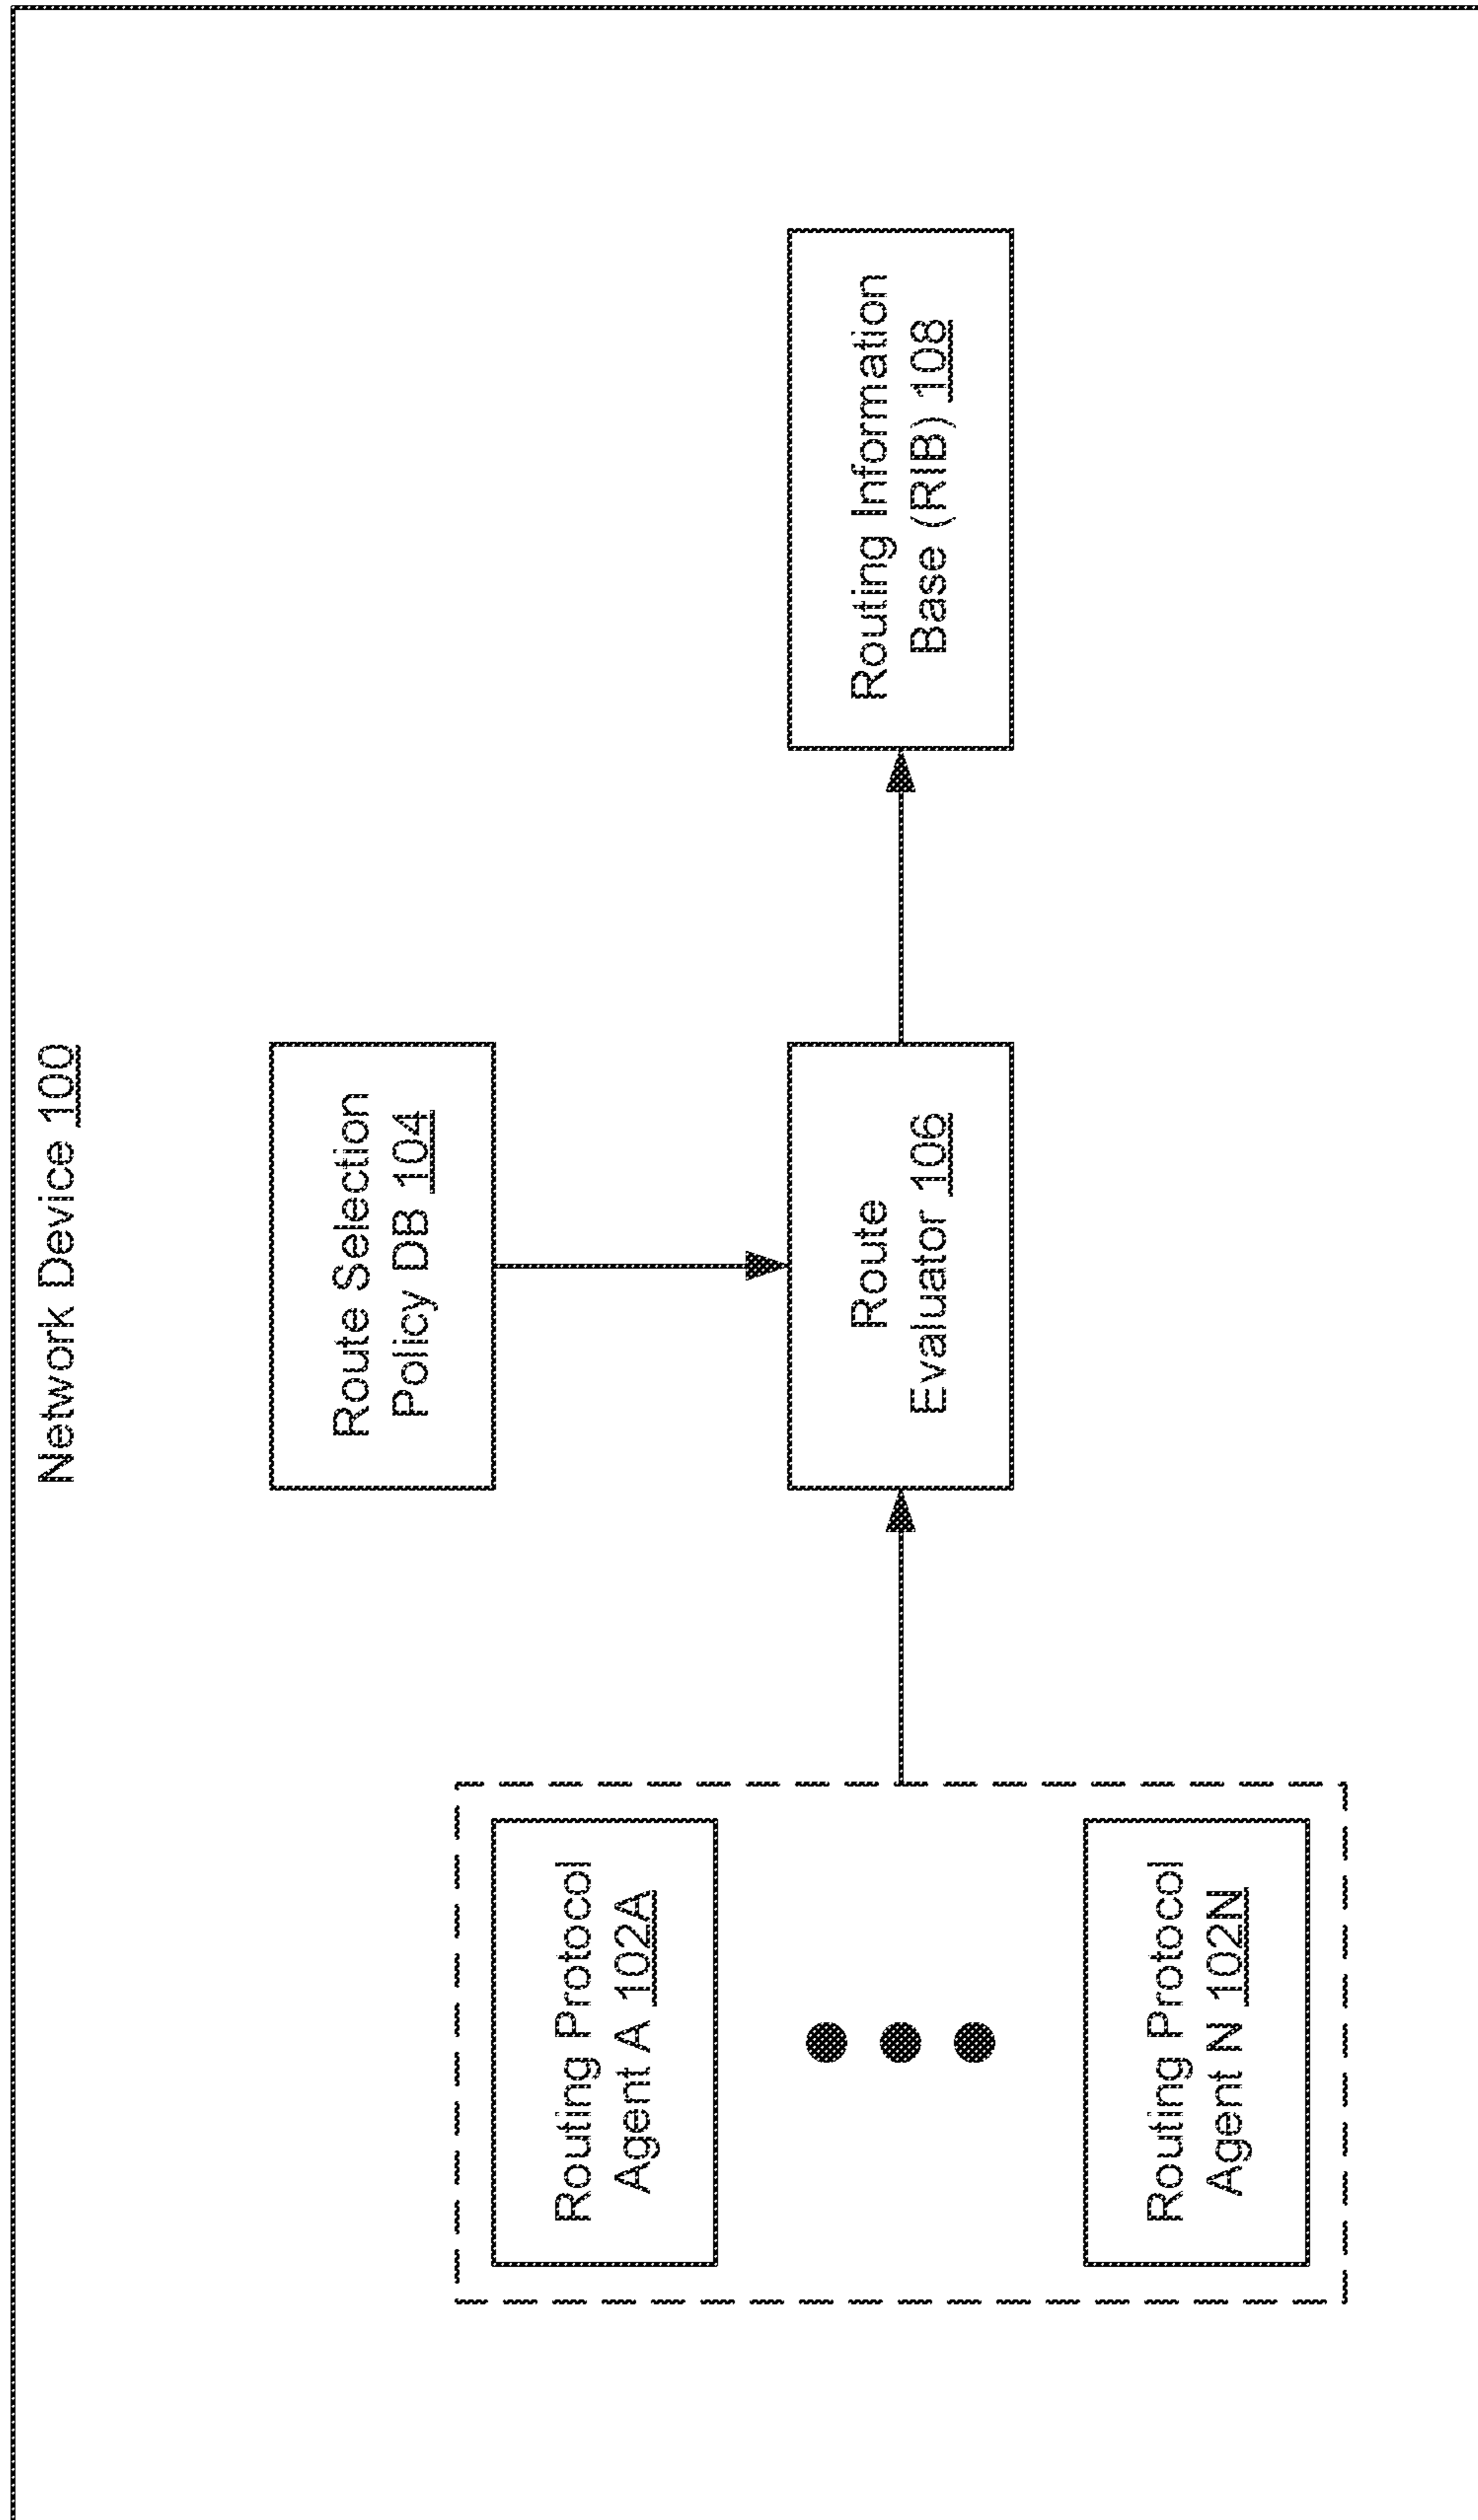 Network Device 100
Route Selection
Policy DB 104
Routing Protocol
Agent A 102A
Route
Evaluator 106
Routing Information
Base (RIB) 108
Routing Protocol
Agent N 102N